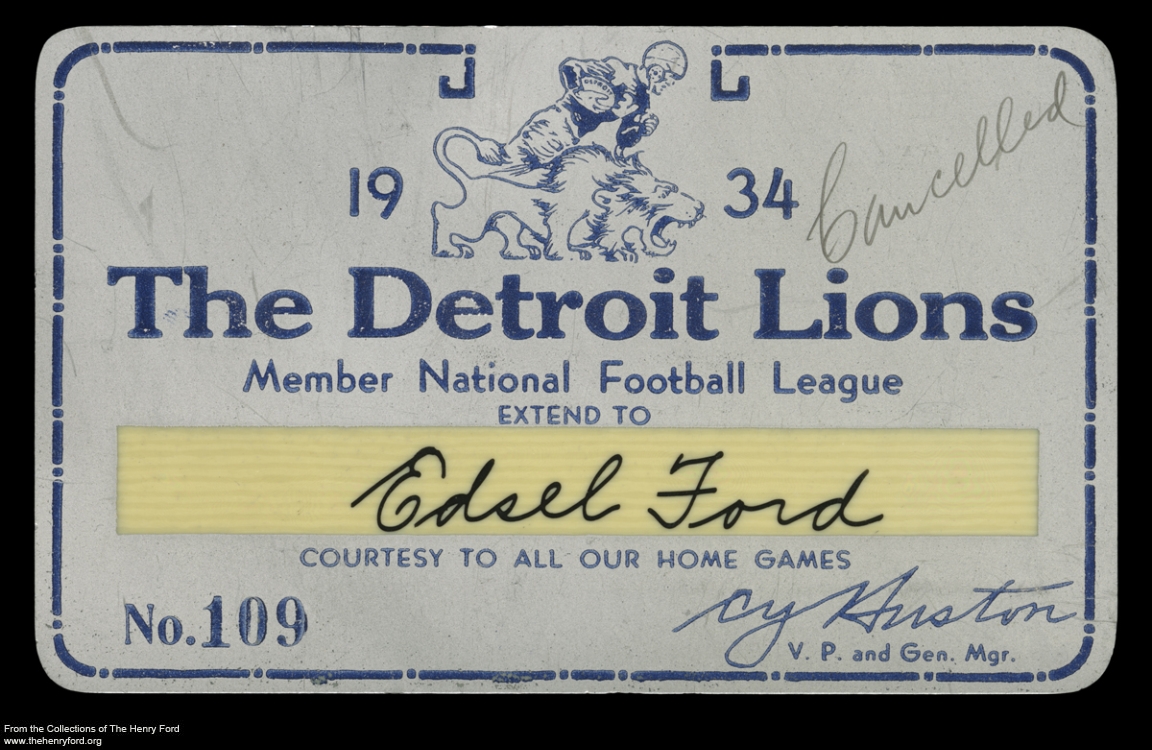 19 34
Cancelled
The Detroit Lions
Member National Football League
EXTEND TO
Edsel Ford
COURTESY TO ALL OUR HOME GAMES
No. 109
Cy Huston
V. P. and Gen. Mgr.
From the Collections of The Henry Ford
www.thehenryford.org